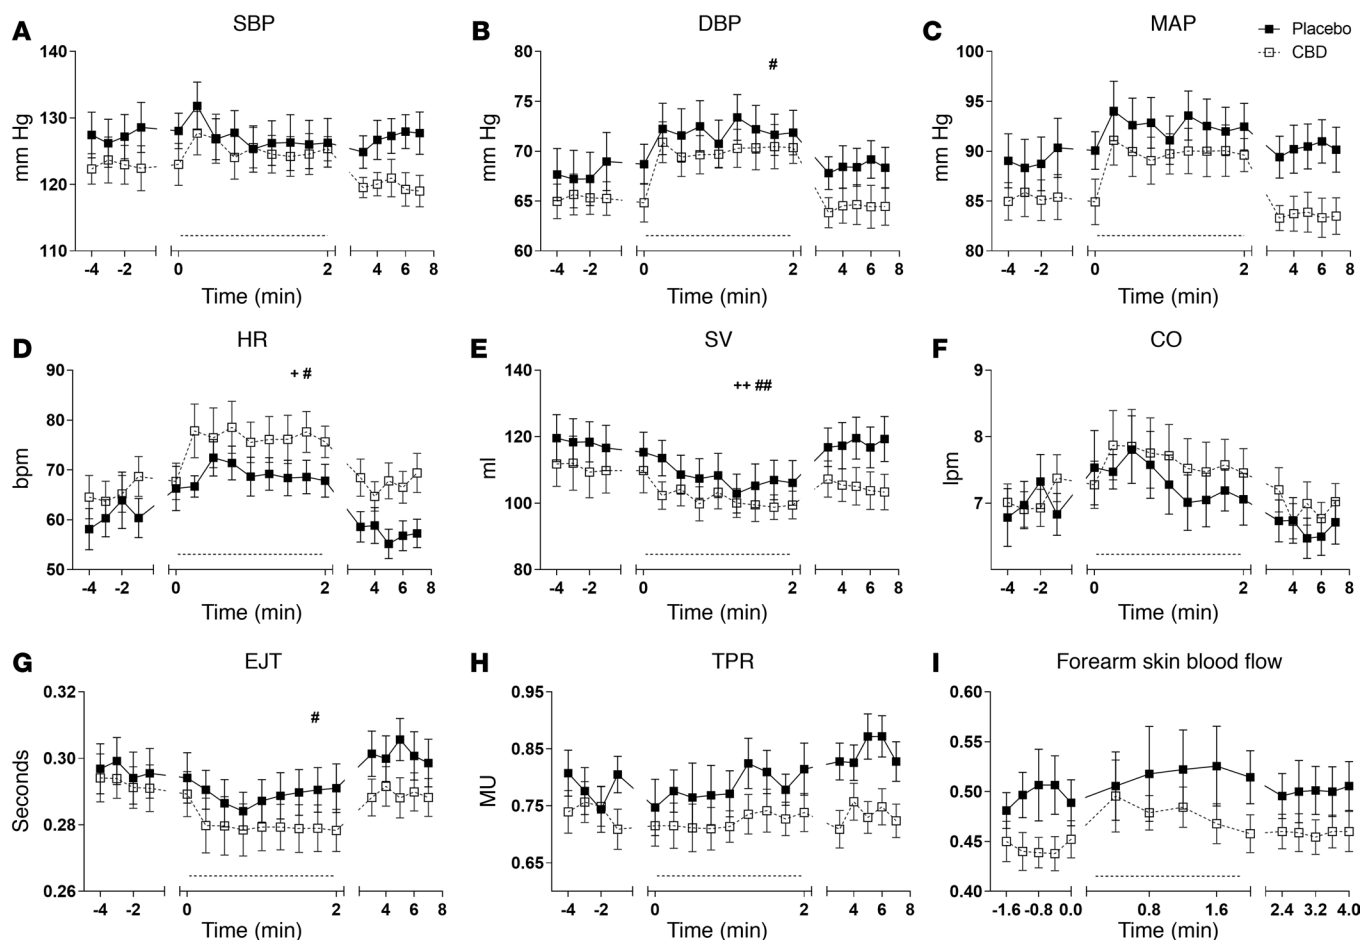 A SBP
140
130
120
110
mm Hg
-4 -2 0 2 4 6 8
Time (min)
B DBP
80
75
70
65
60
mm Hg
#
-4 -2 0 2 4 6 8
Time (min)
C MAP
100
95
90
85
80
mm Hg
Placebo
CBD
-4 -2 0 2 4 6 8
Time (min)
D HR
90
80
70
60
50
bpm
+ #
-4 -2 0 2 4 6 8
Time (min)
E SV
140
120
100
80
ml
++ ##
-4 -2 0 2 4 6 8
Time (min)
F CO
9
8
7
lpm
-4 -2 0 2 4 6 8
Time (min)
G EJT
0.32
0.30
0.28
0.26
Seconds
#
-4 -2 0 2 4 6 8
Time (min)
H TPR
0.95
0.85
0.75
0.65
MU
-4 -2 0 2 4 6 8
Time (min)
I Forearm skin blood flow
0.60
0.55
0.50
0.45
0.40
-1.6 -0.8 0.0 0.8 1.6 2.4 3.2 4.0
Time (min)